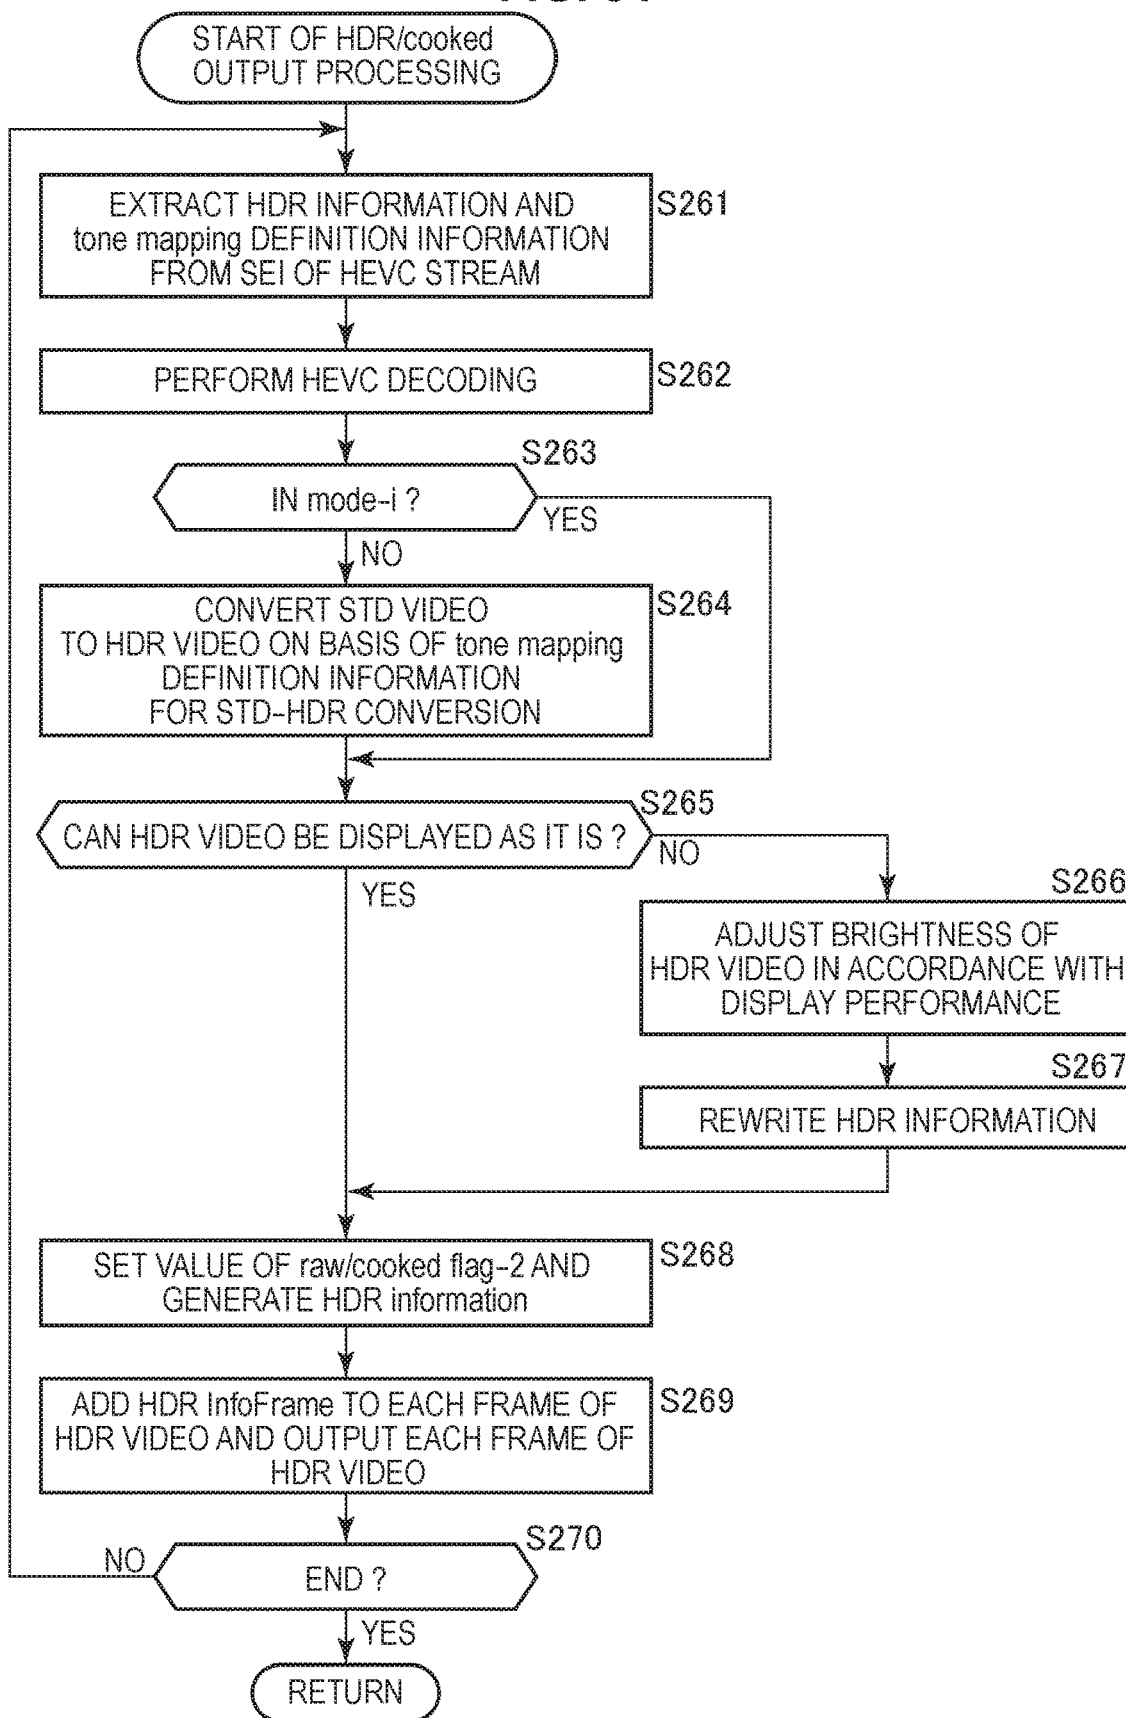 START OF HDR/cooked
OUTPUT PROCESSING
EXTRACT HDR INFORMATION AND
tone mapping DEFINITION INFORMATION
FROM SEI OF HEVC STREAM
S261
PERFORM HEVC DECODING
S262
S263
IN mode-i ?
YES
NO
CONVERT STD VIDEO
TO HDR VIDEO ON BASIS OF tone mapping
DEFINITION INFORMATION
FOR STD-HDR CONVERSION
S264
S265
CAN HDR VIDEO BE DISPLAYED AS IT IS ?
NO
YES
S266
ADJUST BRIGHTNESS OF
HDR VIDEO IN ACCORDANCE WITH
DISPLAY PERFORMANCE
S267
REWRITE HDR INFORMATION
SET VALUE OF raw/cooked flag-2 AND
GENERATE HDR information
S268
ADD HDR InfoFrame TO EACH FRAME OF
HDR VIDEO AND OUTPUT EACH FRAME OF
HDR VIDEO
S269
S270
NO
END ?
YES
RETURN